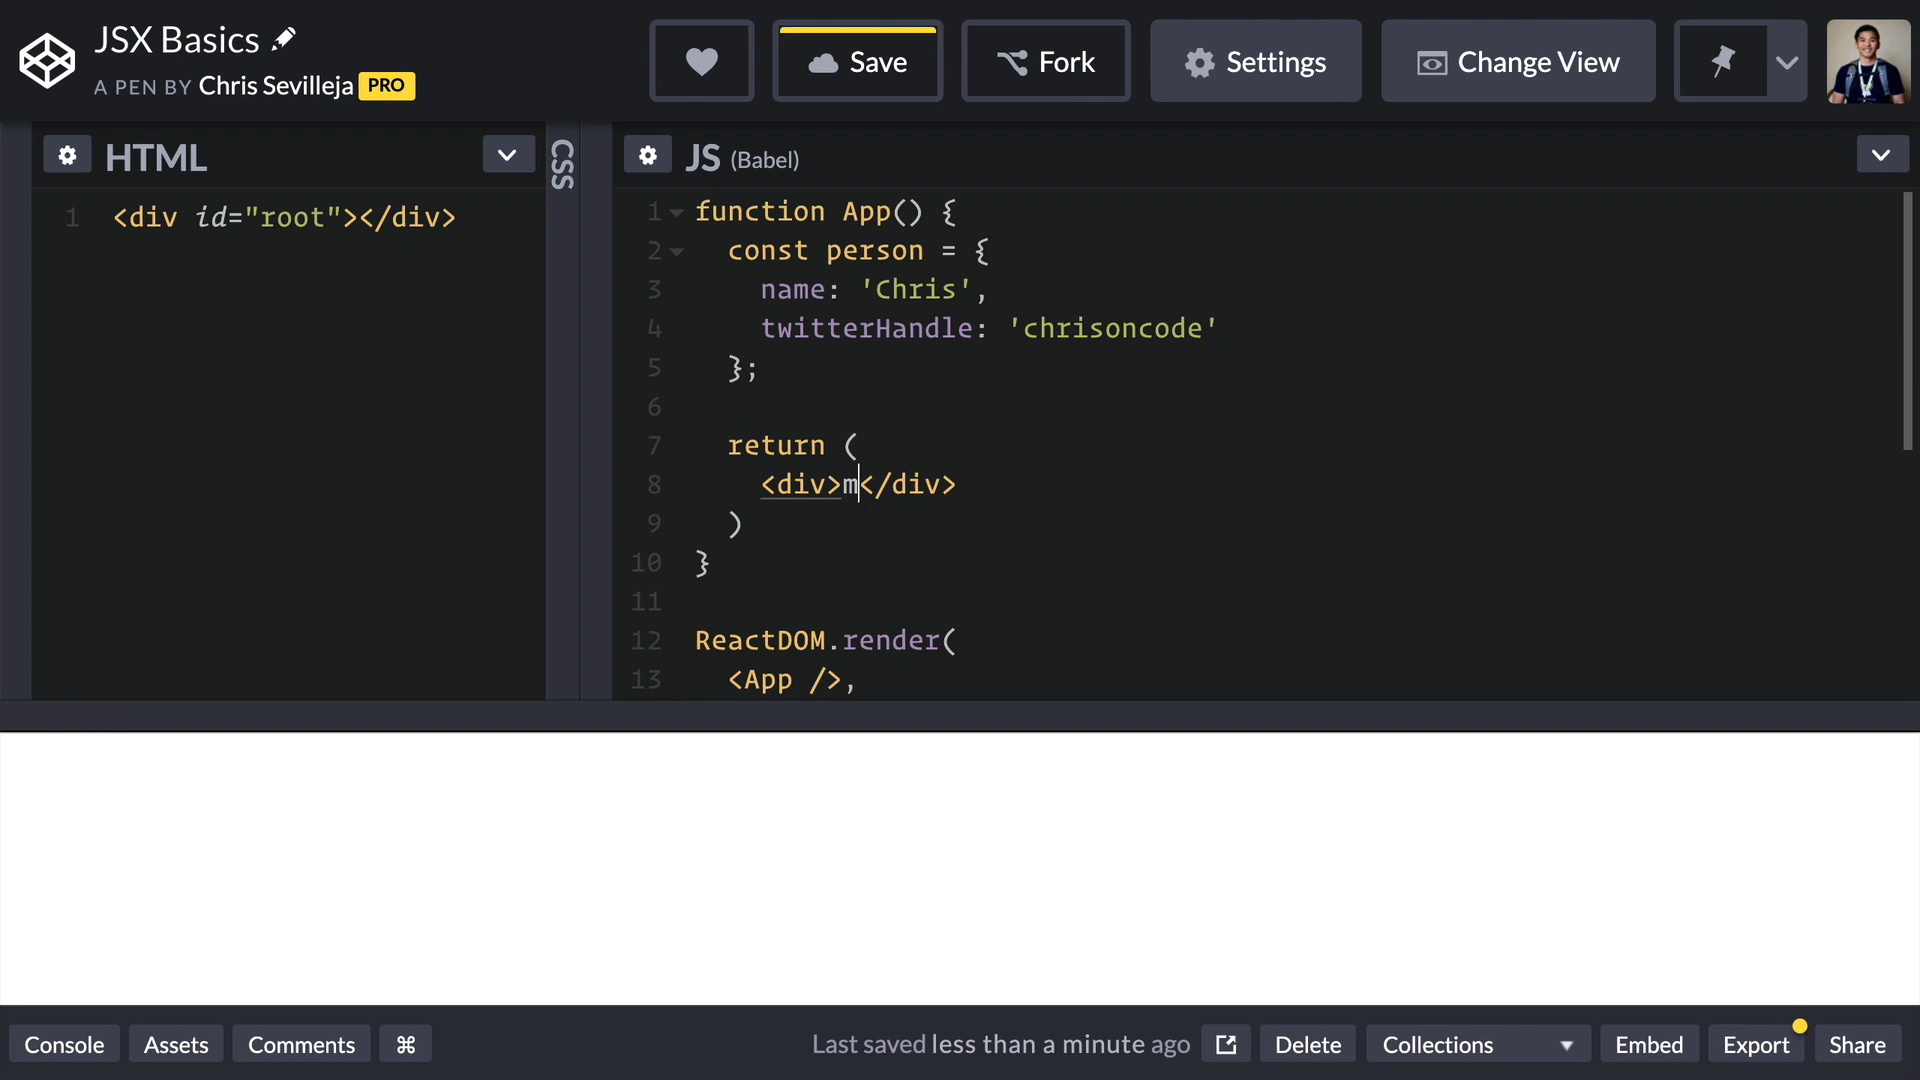 JSX Basics
A PEN BY Chris Sevilleja PRO
Save
Fork
Settings
Change View
HTML
CSS
JS (Babel)
1 <div id="root"></div>
1 function App() {
2 const person = {
3 name: 'Chris',
4 twitterHandle: 'chrisoncode'
5 };
6
7 return (
8 <div>m</div>
9 )
10 }
11
12 ReactDOM.render(
13 <App />,
Console
Assets
Comments
⌘
Last saved less than a minute ago
Delete
Collections
Embed
Export
Share